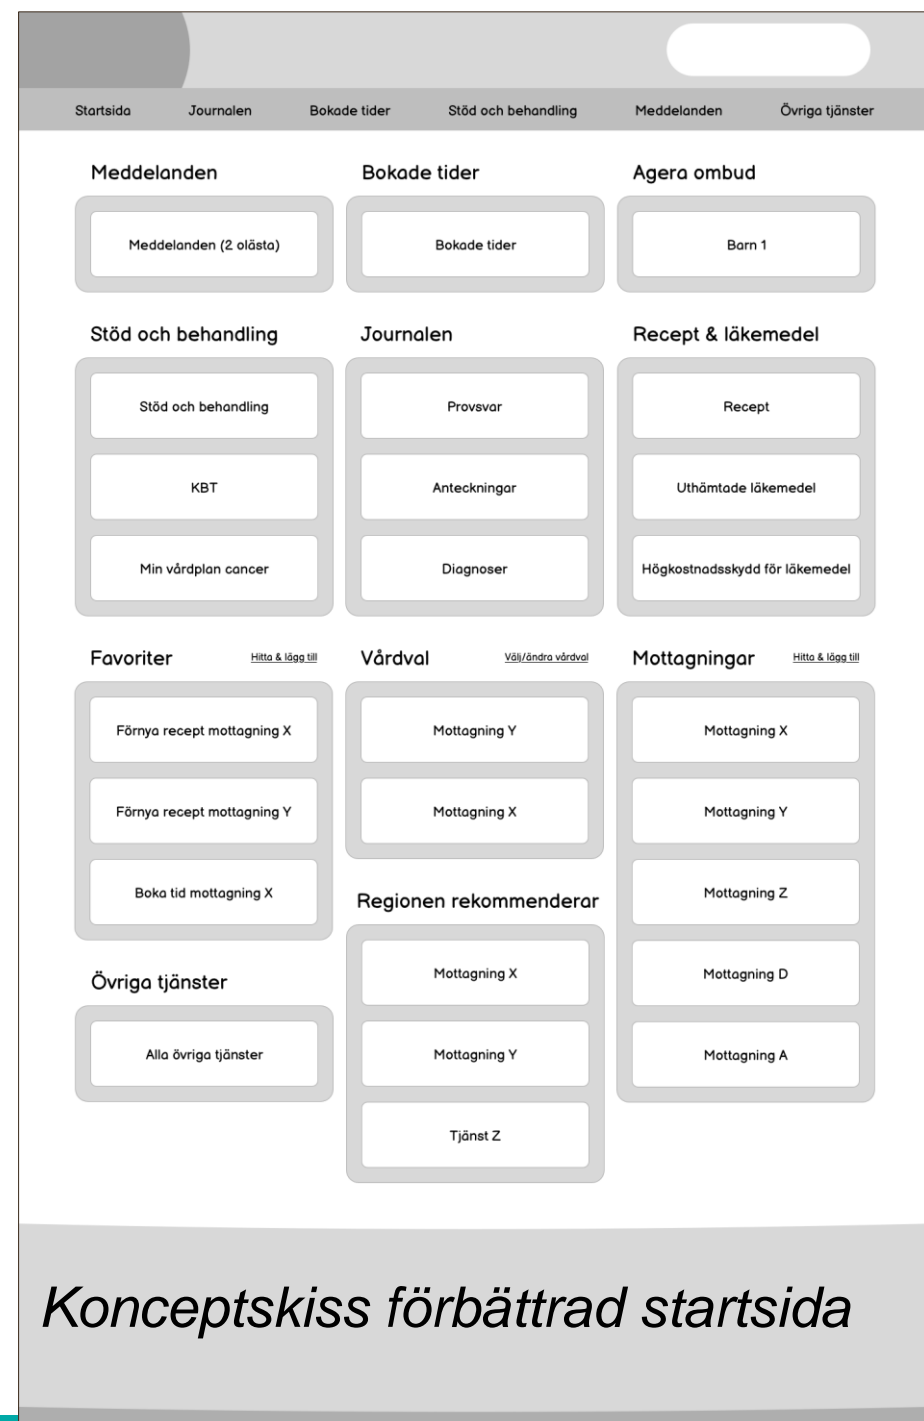 Startsida Journalen Bokade tider Stöd och behandling Meddelanden Övriga tjänster
Meddelanden
Meddelanden (2 olästa)
Bokade tider
Bokade tider
Agera ombud
Barn 1
Stöd och behandling
Stöd och behandling
KBT
Min vårdplan cancer
Journalen
Provsvar
Anteckningar
Diagnoser
Recept & läkemedel
Recept
Uthämtade läkemedel
Högkostnadsskydd för läkemedel
Favoriter Hitta & lägg till
Förnya recept mottagning X
Förnya recept mottagning Y
Boka tid mottagning X
Övriga tjänster
Alla övriga tjänster
Vårdval Välj/ändra vårdval
Mottagning Y
Mottagning X
Regionen rekommenderar
Mottagning X
Mottagning Y
Tjänst Z
Mottagningar Hitta & lägg till
Mottagning X
Mottagning Y
Mottagning Z
Mottagning D
Mottagning A
Konceptskiss förbättrad startsida